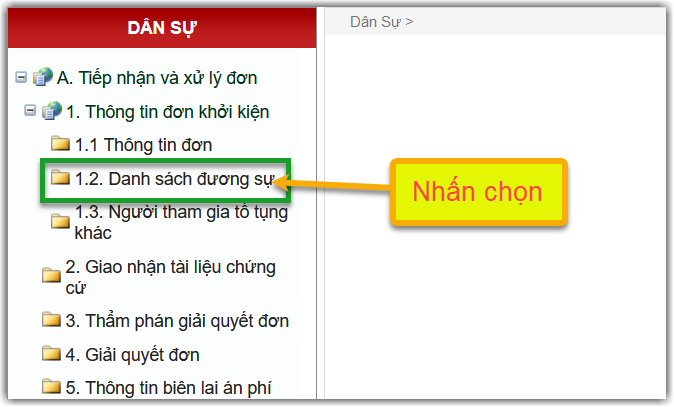 DÂN SỰ
Dân Sự >
A. Tiếp nhận và xử lý đơn
1. Thông tin đơn khởi kiện
1.1 Thông tin đơn
1.2. Danh sách đương sự
Nhấn chọn
1.3. Người tham gia tố tụng
khác
2. Giao nhận tài liệu chứng
cứ
3. Thẩm phán giải quyết đơn
4. Giải quyết đơn
5. Thông tin biên lai án phí